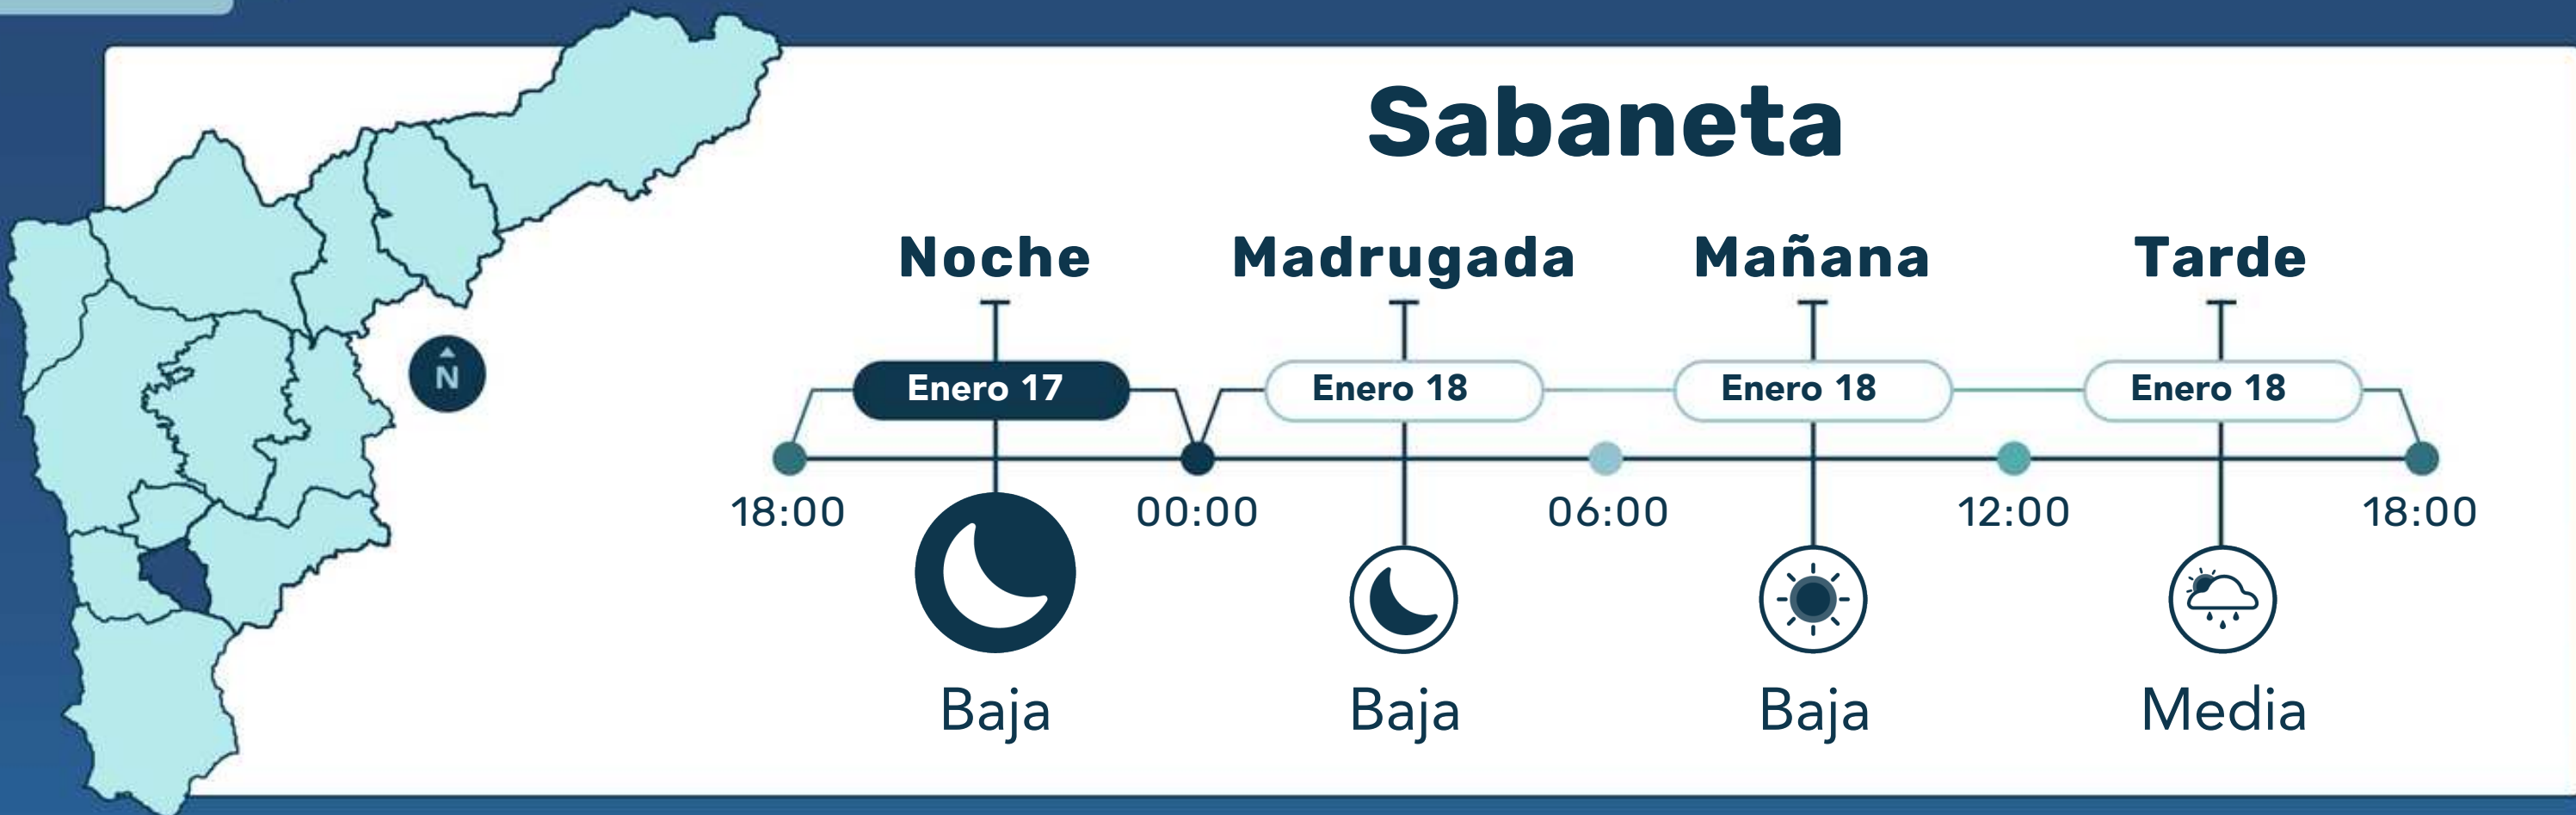 Sabaneta
Noche Madrugada Mañana Tarde
N
Enero 17 Enero 18 Enero 18 Enero 18
18:00 00:00 06:00 12:00 18:00
Baja Baja Baja Media